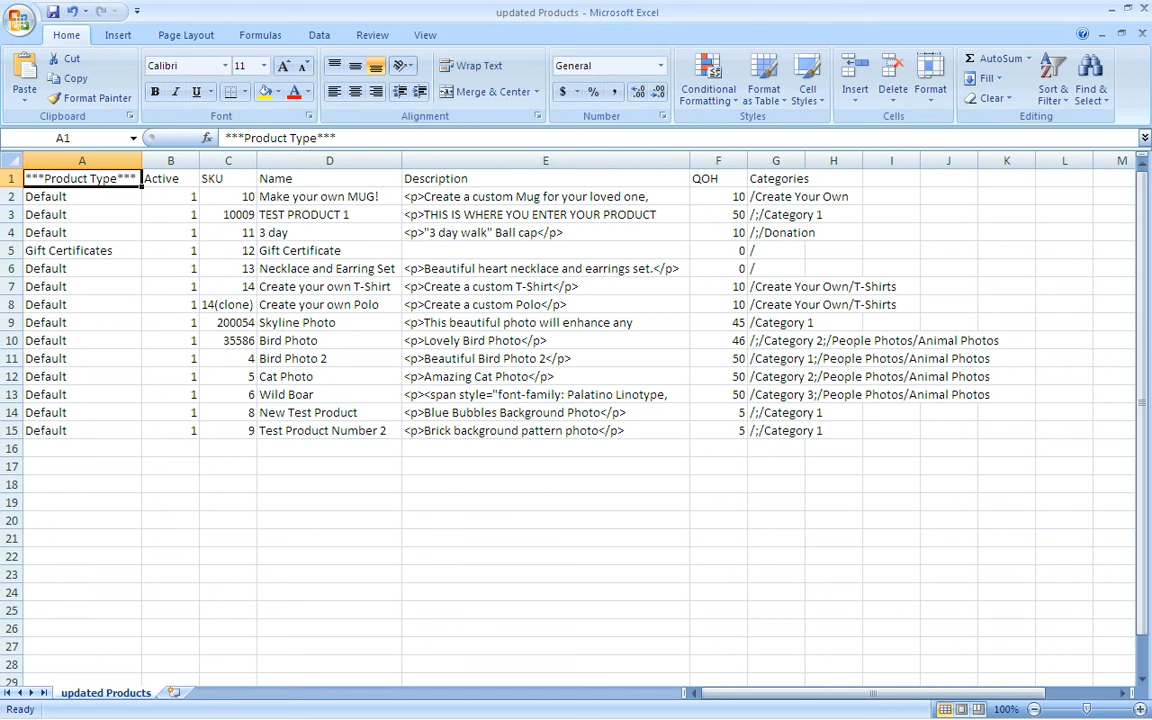 updated Products - Microsoft Excel
Home Insert Page Layout Formulas Data Review View
Paste Cut Copy Format Painter Clipboard
Calibri 11 A A B I U A Font
Wrap Text Merge & Center Alignment
General $ % , .0 .00 .00 .0 Number
Conditional Formatting Format as Table Cell Styles Styles
Insert Delete Format Cells
Σ AutoSum Fill Clear Sort & Filter Find & Select Editing
A1 fx ***Product Type***
A B C D E F G H I J K L M
1 ***Product Type*** Active SKU Name Description QOH Categories
2 Default 1 10 Make your own MUG! <p>Create a custom Mug for your loved one, 10 /Create Your Own
3 Default 1 10009 TEST PRODUCT 1 <p>THIS IS WHERE YOU ENTER YOUR PRODUCT 50 /;/Category 1
4 Default 1 11 3 day <p>"3 day walk" Ball cap</p> 10 /;/Donation
5 Gift Certificates 1 12 Gift Certificate 0 /
6 Default 1 13 Necklace and Earring Set <p>Beautiful heart necklace and earrings set.</p> 0 /
7 Default 1 14 Create your own T-Shirt <p>Create a custom T-Shirt</p> 10 /Create Your Own/T-Shirts
8 Default 1 14(clone) Create your own Polo <p>Create a custom Polo</p> 10 /Create Your Own/T-Shirts
9 Default 1 200054 Skyline Photo <p>This beautiful photo will enhance any 45 /Category 1
10 Default 1 35586 Bird Photo <p>Lovely Bird Photo</p> 46 /;/Category 2;/People Photos/Animal Photos
11 Default 1 4 Bird Photo 2 <p>Beautiful Bird Photo 2</p> 50 /Category 1;/People Photos/Animal Photos
12 Default 1 5 Cat Photo <p>Amazing Cat Photo</p> 50 /Category 2;/People Photos/Animal Photos
13 Default 1 6 Wild Boar <p><span style="font-family: Palatino Linotype, 50 /Category 3;/People Photos/Animal Photos
14 Default 1 8 New Test Product <p>Blue Bubbles Background Photo</p> 5 /;/Category 1
15 Default 1 9 Test Product Number 2 <p>Brick background pattern photo</p> 5 /;/Category 1
16
17
18
19
20
21
22
23
24
25
26
27
28
29
updated Products
Ready 100%